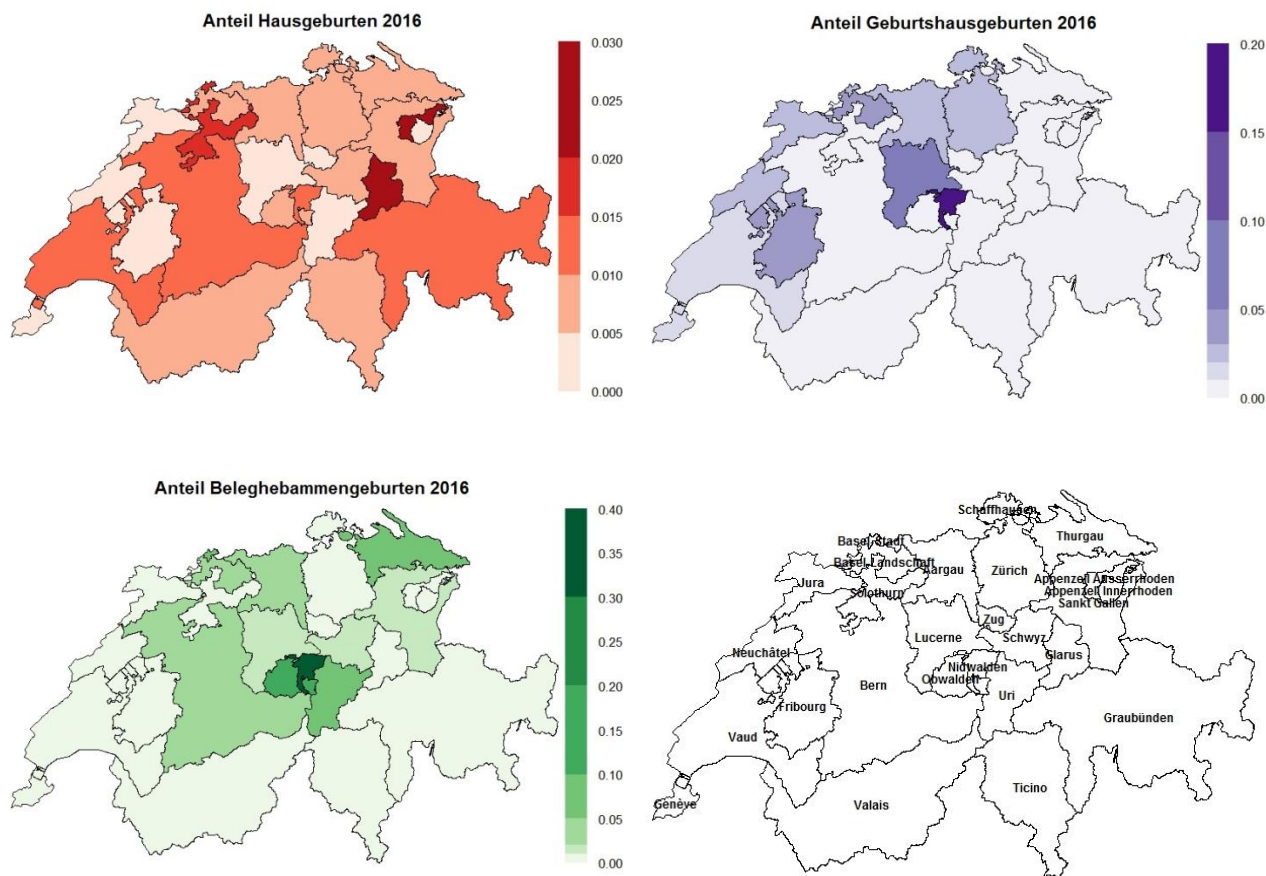 Anteil Hausgeburten 2016
0.030
0.025
0.020
0.015
0.010
0.005
0.000
Anteil Geburtshausgeburten 2016
0.20
0.15
0.10
0.05
0.00
Anteil Beleghebammengeburten 2016
0.40
0.35
0.30
0.25
0.20
0.15
0.10
0.05
0.00
Schaffhausen
Thurgau
Basel-Stadt
Basel-Landschaft
Aargau
Zürich
Jura
Solothurn
Appenzell Ausserrhoden
Appenzell Innerrhoden
Sankt Gallen
Zug
Lucerne
Schwyz
Neuchâtel
Glarus
Nidwalden
Obwalden
Bern
Uri
Fribourg
Graubünden
Vaud
Ticino
Valais
Genève